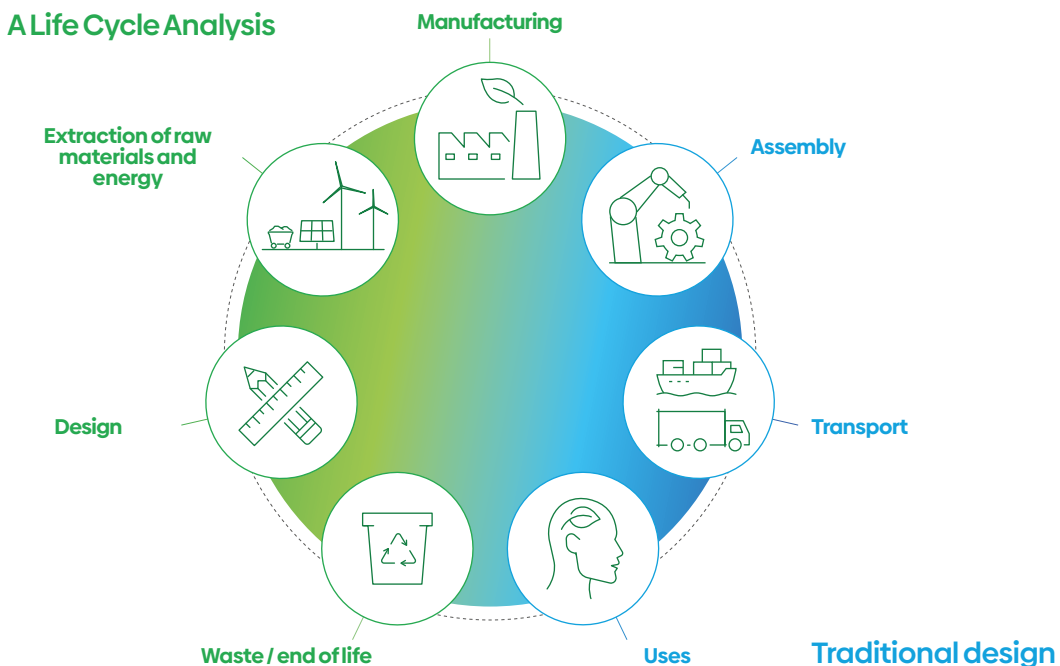 A Life Cycle Analysis
Manufacturing
Extraction of raw
materials and
energy
Assembly
Design
Transport
Waste / end of life
Uses
Traditional design